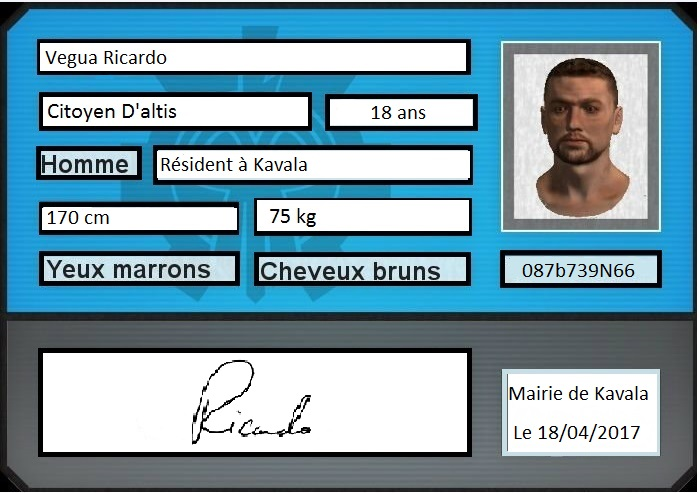 Vegua Ricardo
Citoyen D'altis
18 ans
Homme
Résident à Kavala
170 cm
75 kg
Yeux marrons
Cheveux bruns
087b739N66
Ricardo
Mairie de Kavala
Le 18/04/2017